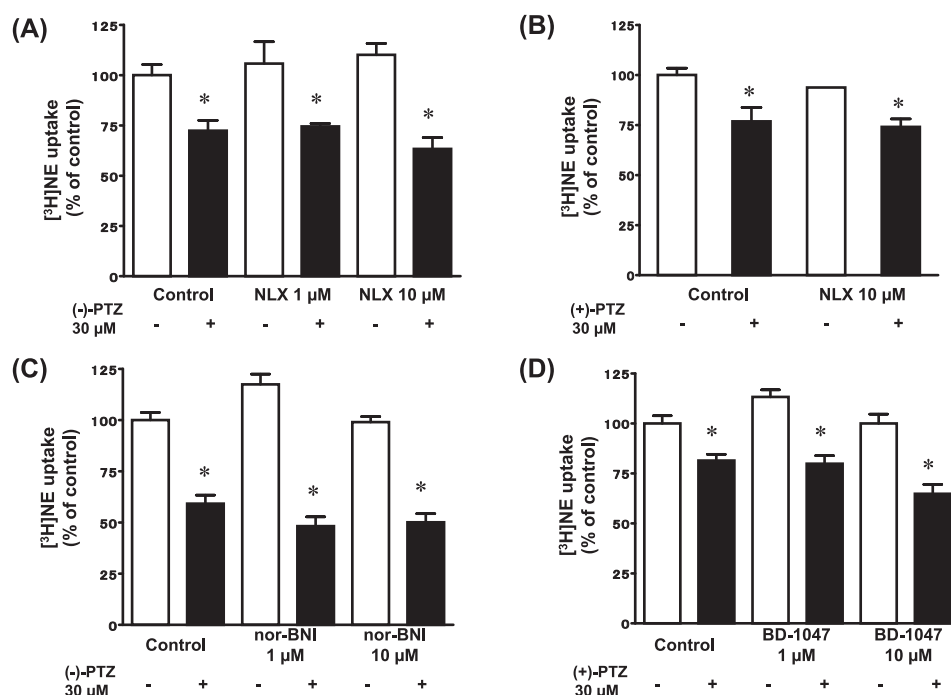 (A)
[³H]NE uptake
(% of control)
125
100
75
50
25
0
* * *
Control NLX 1 μM NLX 10 μM
(-)-PTZ
30 μM - + - + - +
(B)
[³H]NE uptake
(% of control)
125
100
75
50
25
0
* *
Control NLX 10 μM
(+)-PTZ
30 μM - + - +
(C)
[³H]NE uptake
(% of control)
125
100
75
50
25
0
* * *
Control nor-BNI nor-BNI
1 μM 10 μM
(-)-PTZ
30 μM - + - + - +
(D)
[³H]NE uptake
(% of control)
125
100
75
50
25
0
* * *
Control BD-1047 BD-1047
1 μM 10 μM
(+)-PTZ
30 μM - + - + - +